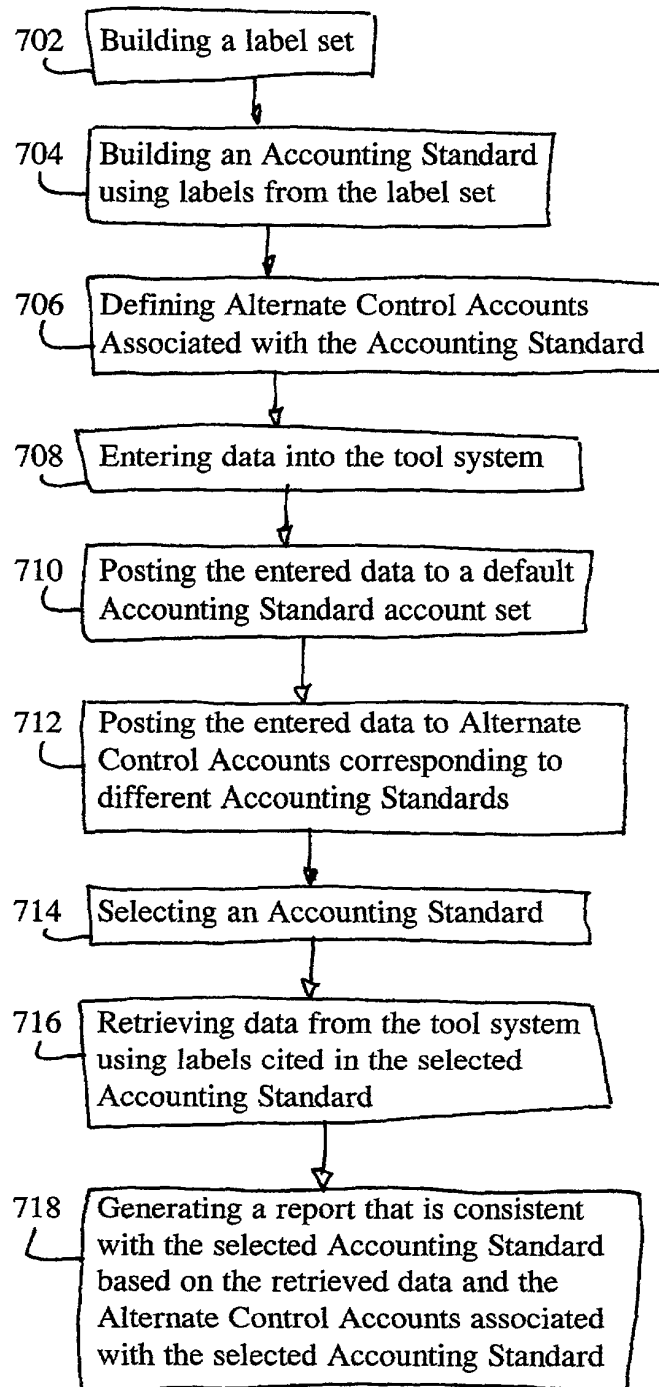 702 Building a label set
704 Building an Accounting Standard
using labels from the label set
706 Defining Alternate Control Accounts
Associated with the Accounting Standard
708 Entering data into the tool system
710 Posting the entered data to a default
Accounting Standard account set
712 Posting the entered data to Alternate
Control Accounts corresponding to
different Accounting Standards
714 Selecting an Accounting Standard
716 Retrieving data from the tool system
using labels cited in the selected
Accounting Standard
718 Generating a report that is consistent
with the selected Accounting Standard
based on the retrieved data and the
Alternate Control Accounts associated
with the selected Accounting Standard